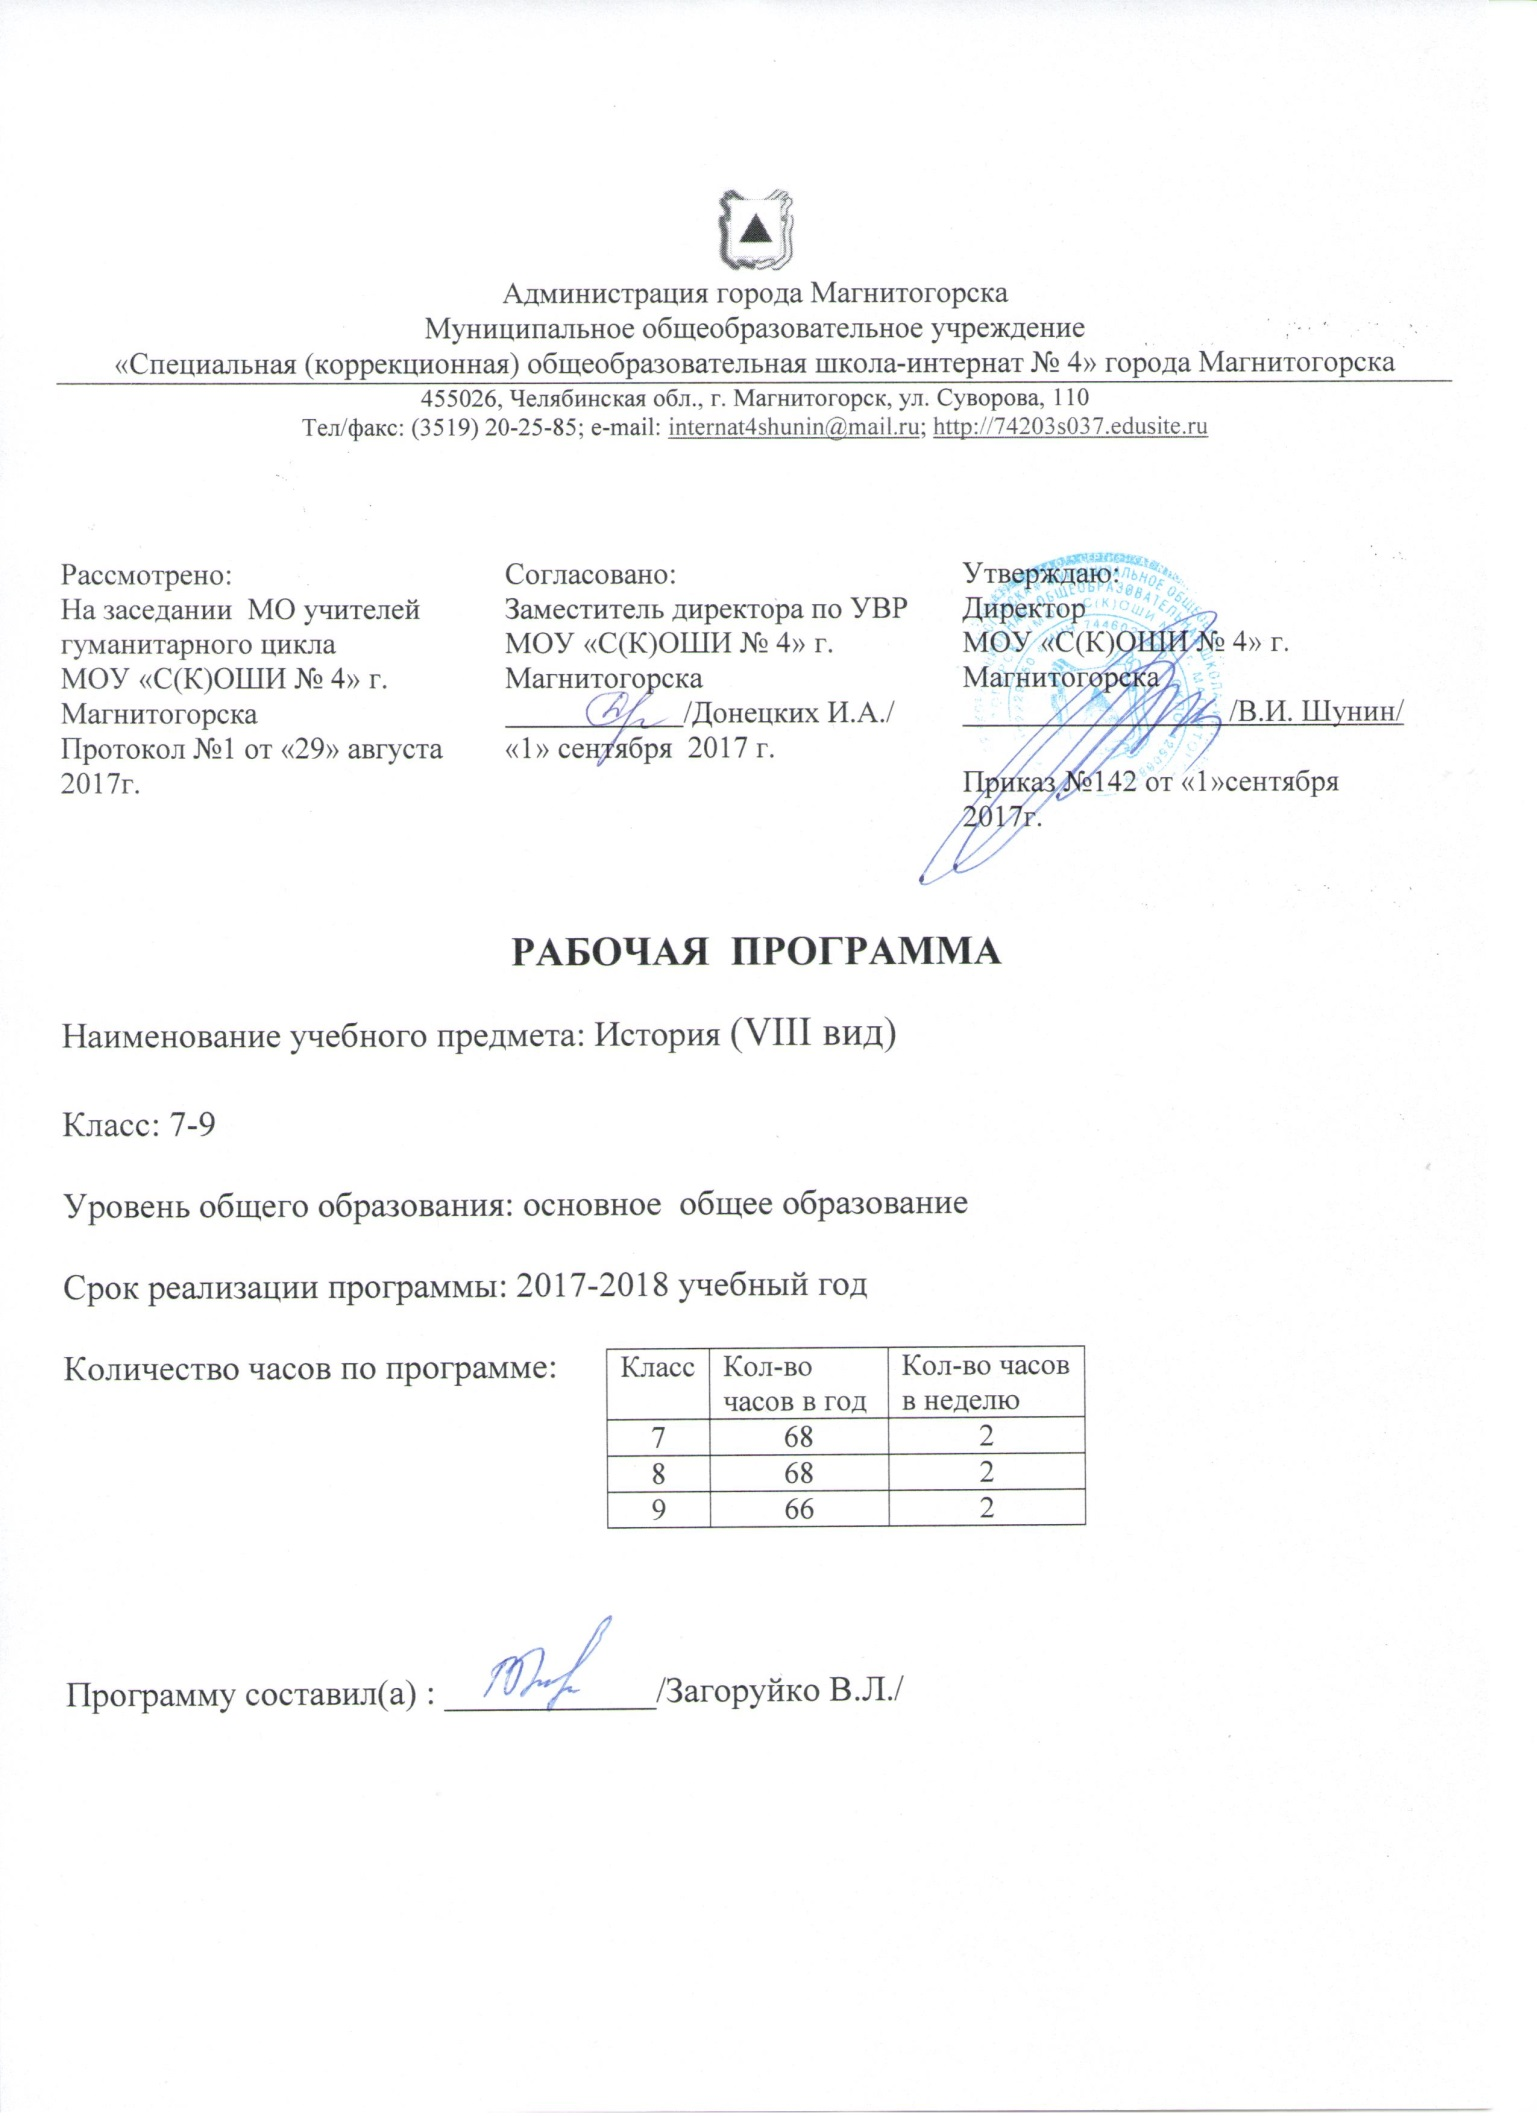 Администрация города Магнитогорска
Муниципальное общеобразовательное учреждение
«Специальная (коррекционная) общеобразовательная школа-интернат № 4» города Магнитогорска
455026, Челябинская обл., г. Магнитогорск, ул. Суворова, 110
Тел/факс: (3519) 20-25-85; e-mail: internat4shunin@mail.ru; http://74203s037.edusite.ru
Рассмотрено:
На заседании МО учителей
гуманитарного цикла
МОУ «С(К)ОШИ № 4» г.
Магнитогорска
Протокол №1 от «29» августа
2017г.
Согласовано:
Заместитель директора по УВР
МОУ «С(К)ОШИ № 4» г.
Магнитогорска
/Донецких И.А./
«1» сентября 2017 г.
Утверждаю:
Директор
МОУ «С(К)ОШИ № 4» г.
Магнитогорска
/В.И. Шунин/
Приказ №142 от «1»сентября
2017г.
РАБОЧАЯ ПРОГРАММА
Наименование учебного предмета: История (VIII вид)
Класс: 7-9
Уровень общего образования: основное общее образование
Срок реализации программы: 2017-2018 учебный год
Количество часов по программе:
Класс Кол-во часов в год Кол-во часов в неделю
7 68 2
8 68 2
9 66 2
Программу составил(а) : /Загоруйко В.Л./